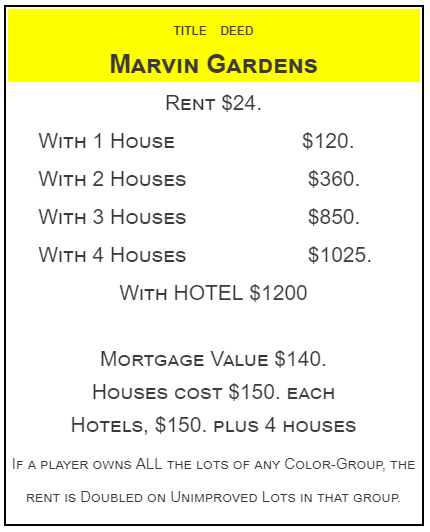 TITLE DEED
MARVIN GARDENS
RENT $24.
WITH 1 HOUSE $120.
WITH 2 HOUSES $360.
WITH 3 HOUSES $850.
WITH 4 HOUSES $1025.
WITH HOTEL $1200
MORTGAGE VALUE $140.
HOUSES COST $150. EACH
HOTELS, $150. PLUS 4 HOUSES
IF A PLAYER OWNS ALL THE LOTS OF ANY COLOR-GROUP, THE
RENT IS DOUBLED ON UNIMPROVED LOTS IN THAT GROUP.